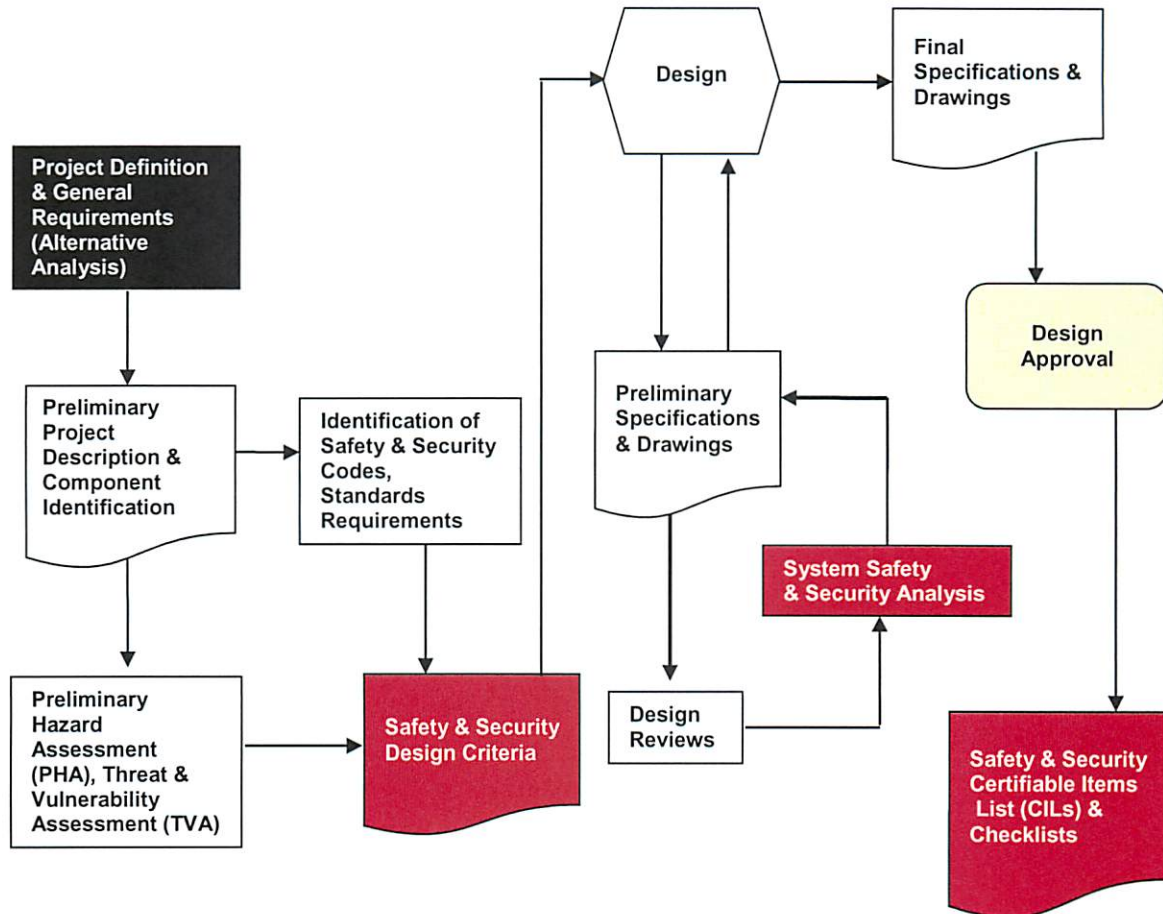 Project Definition
& General
Requirements
(Alternative
Analysis)
Preliminary
Project
Description &
Component
Identification
Identification of
Safety & Security
Codes,
Standards
Requirements
Preliminary
Hazard
Assessment
(PHA), Threat &
Vulnerability
Assessment (TVA)
Safety & Security
Design Criteria
Design
Preliminary
Specifications
& Drawings
Design
Reviews
System Safety
& Security Analysis
Final
Specifications &
Drawings
Design
Approval
Safety & Security
Certifiable Items
List (CILs) &
Checklists